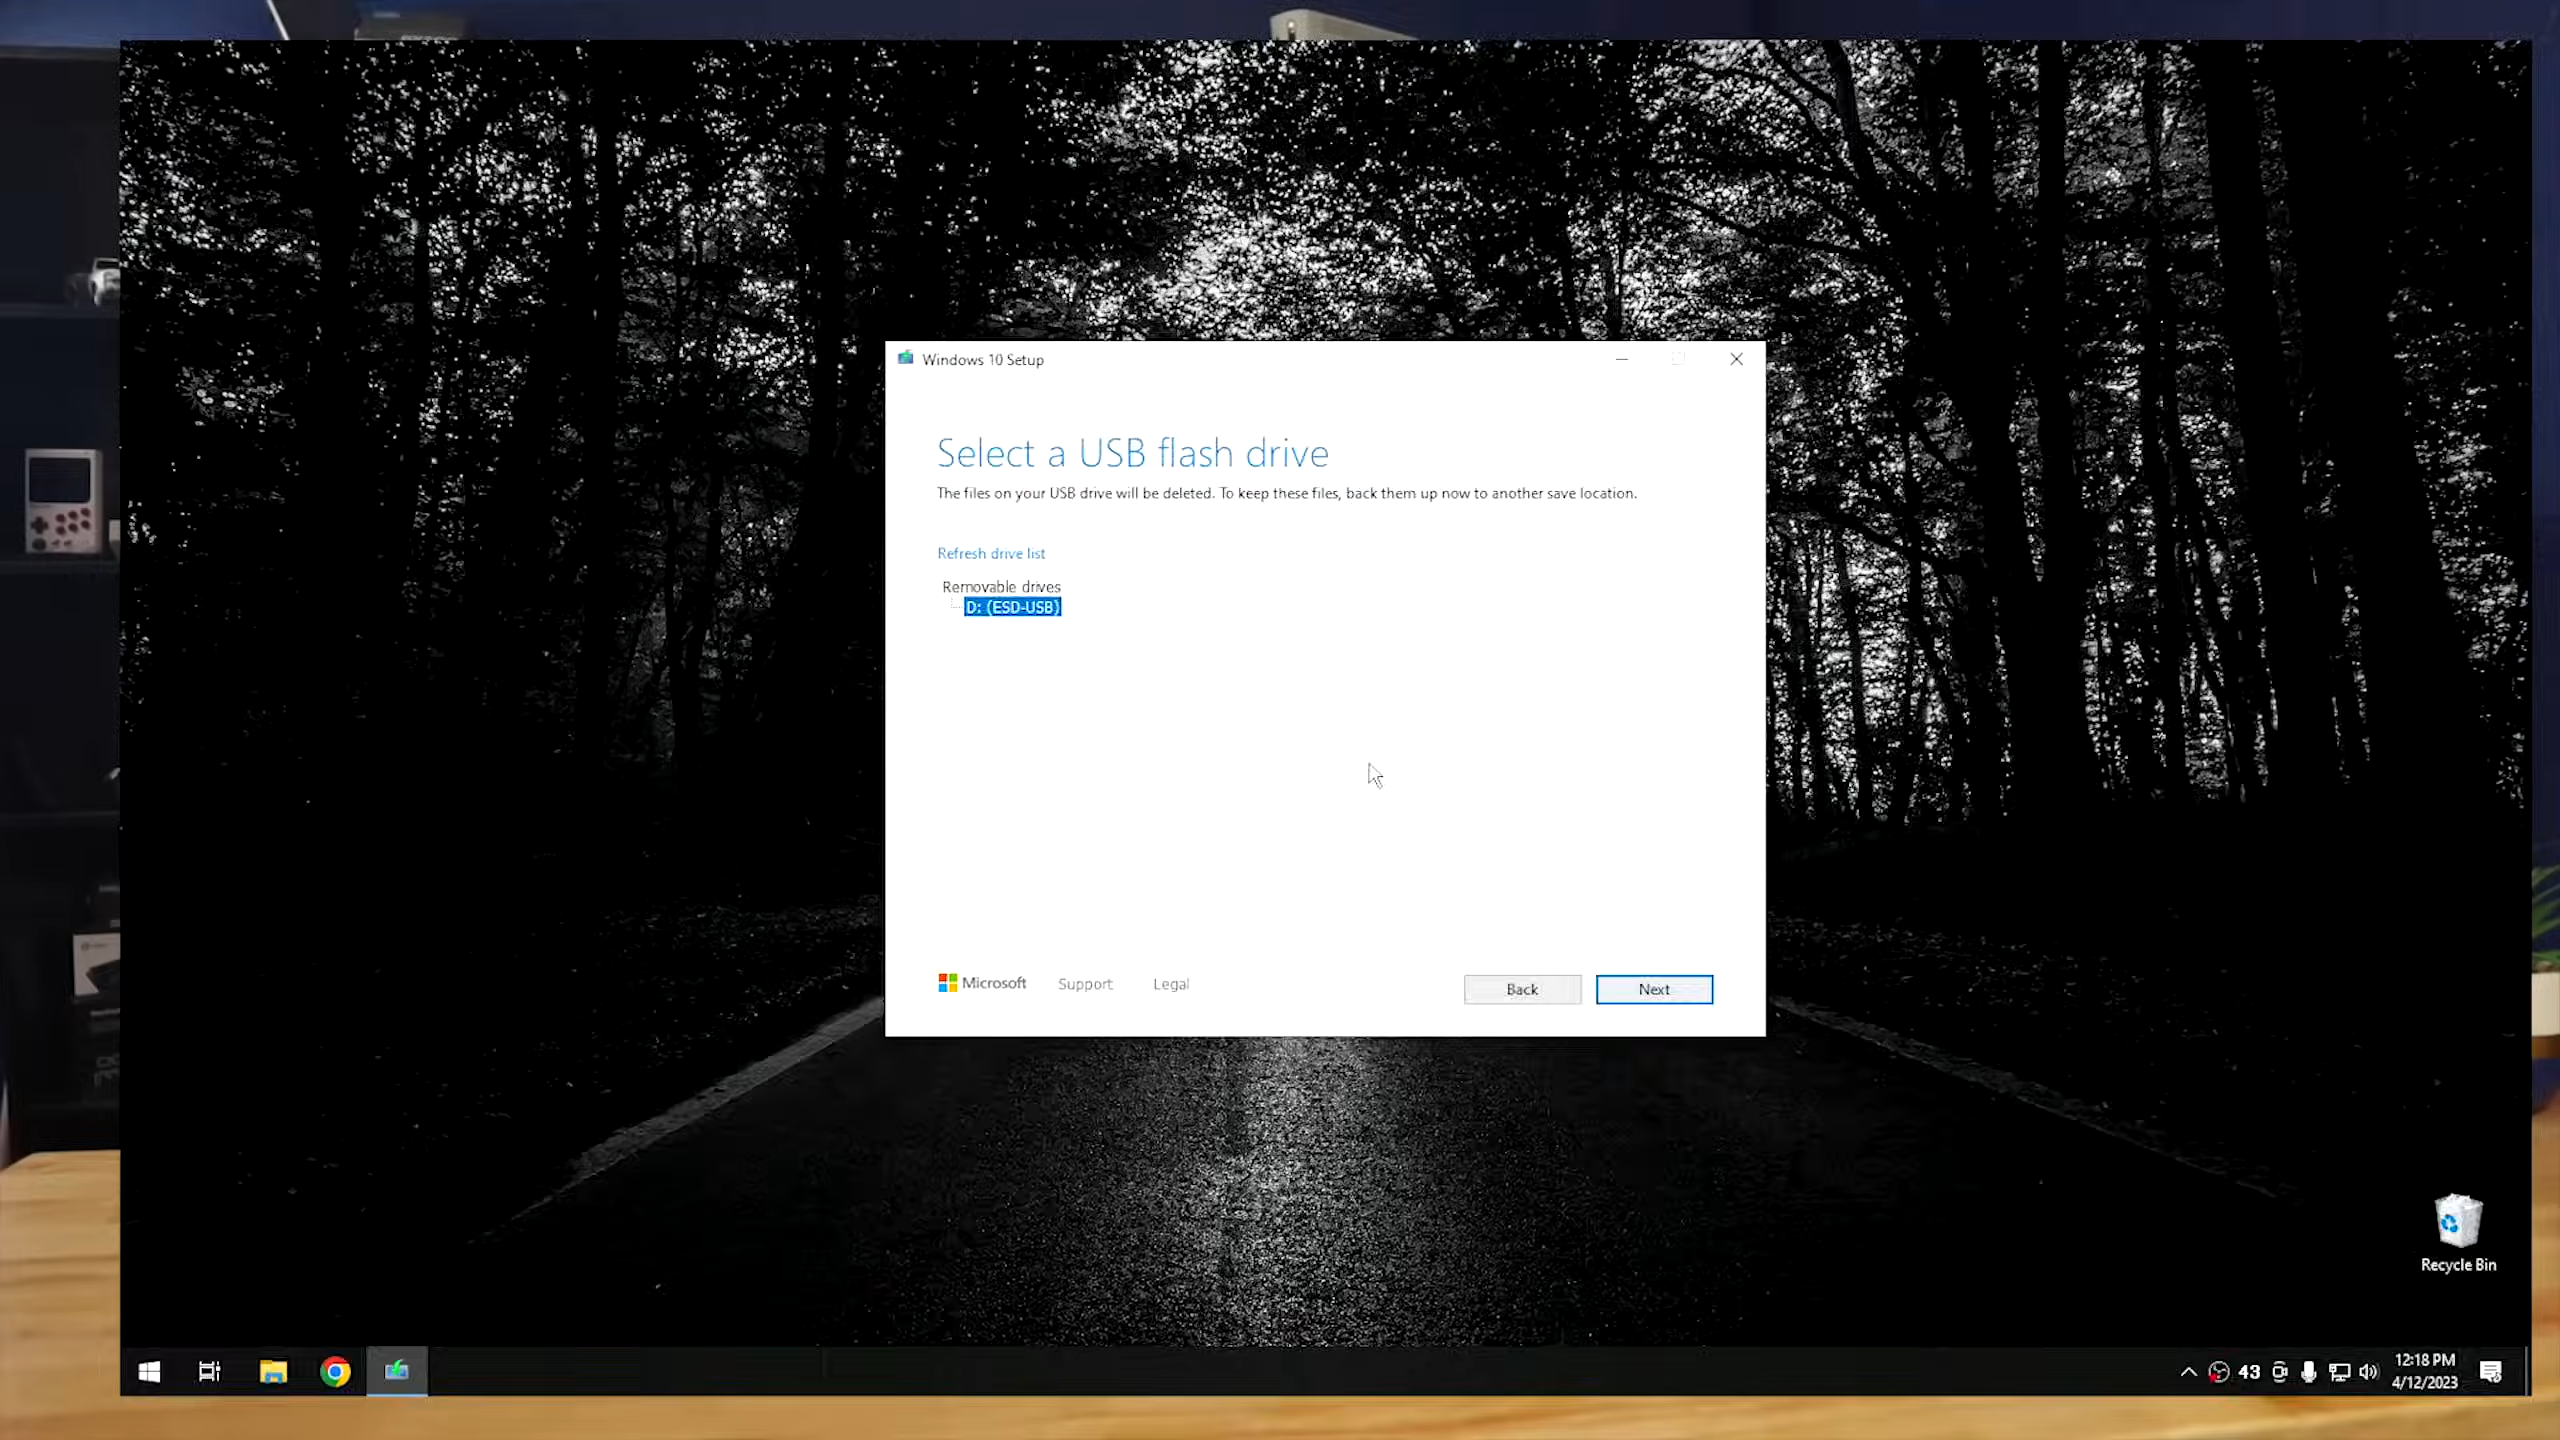 Windows 10 Setup
Select a USB flash drive
The files on your USB drive will be deleted. To keep these files, back them up now to another save location.
Refresh drive list
Removable drives
D: (ESD-USB)
Microsoft
Support
Legal
Back
Next
Recycle Bin
43
12:18 PM
4/12/2023